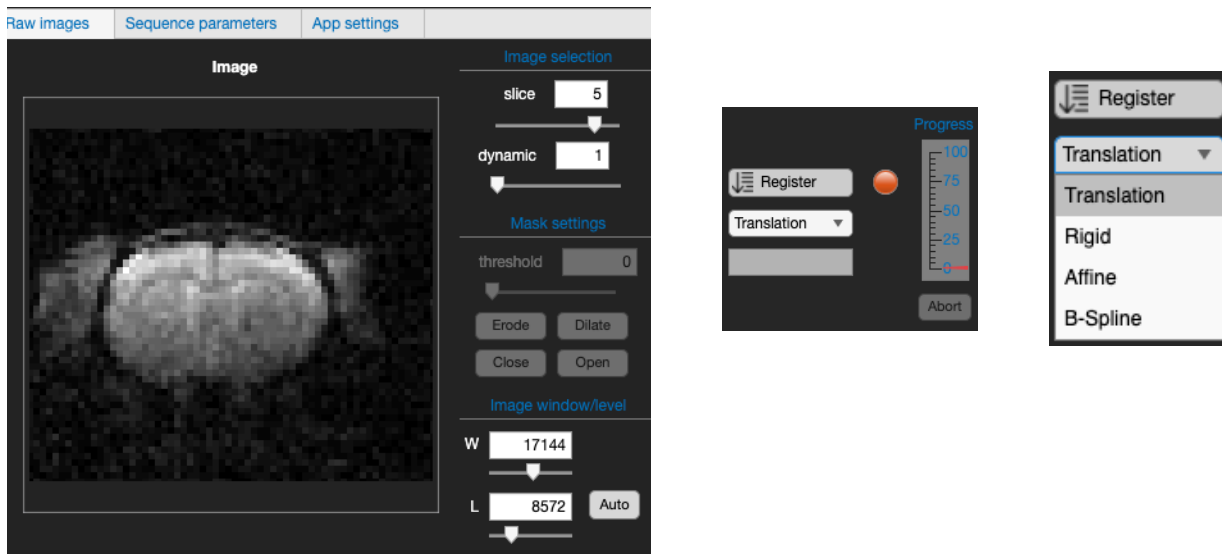 Raw images Sequence parameters App settings
Image
Image selection
slice 5
dynamic 1
Mask settings
threshold 0
Erode Dilate
Close Open
Image window/level
W 17144
L 8572 Auto
Progress
100
Register 75
Translation 50
25
0
Abort
Register
Translation
Translation
Rigid
Affine
B-Spline